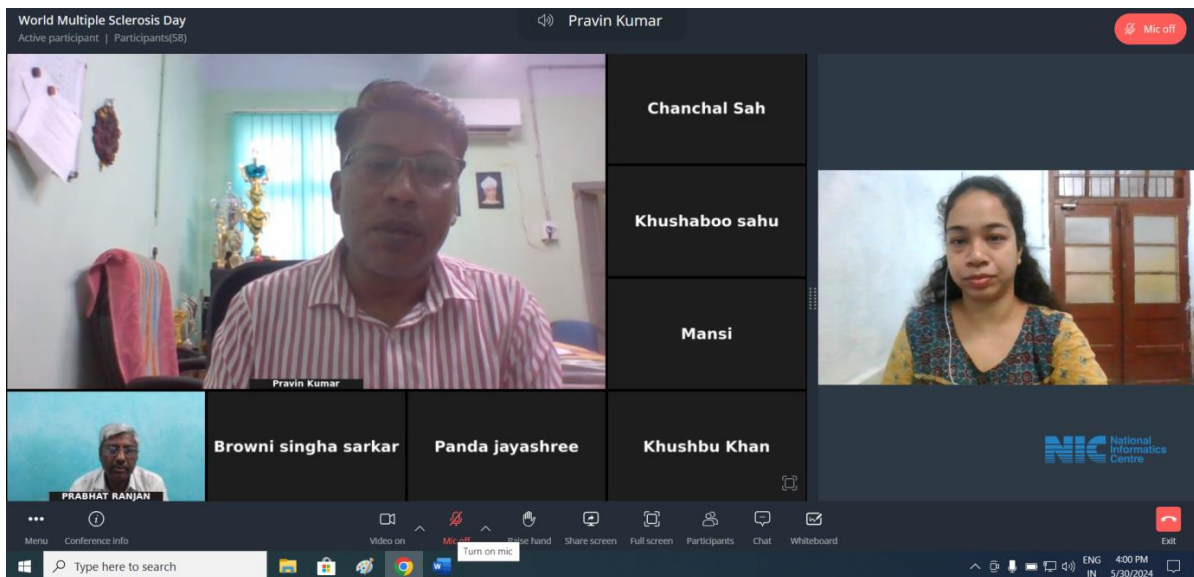 World Multiple Sclerosis Day
Active participant | Participants(58)
Pravin Kumar
Mic off
Chanchal Sah
Khushaboo sahu
Mansi
Pravin Kumar
PRABHAT RANJAN
Browni singha sarkar
Panda jayashree
Khushbu Khan
NIC National
Informatics
Centre
Menu
Conference info
Video on
Mic off
Raise hand
Share screen
Full screen
Participants
Chat
Whiteboard
Exit
Turn on mic
Type here to search
ENG
IN
4:00 PM
5/30/2024